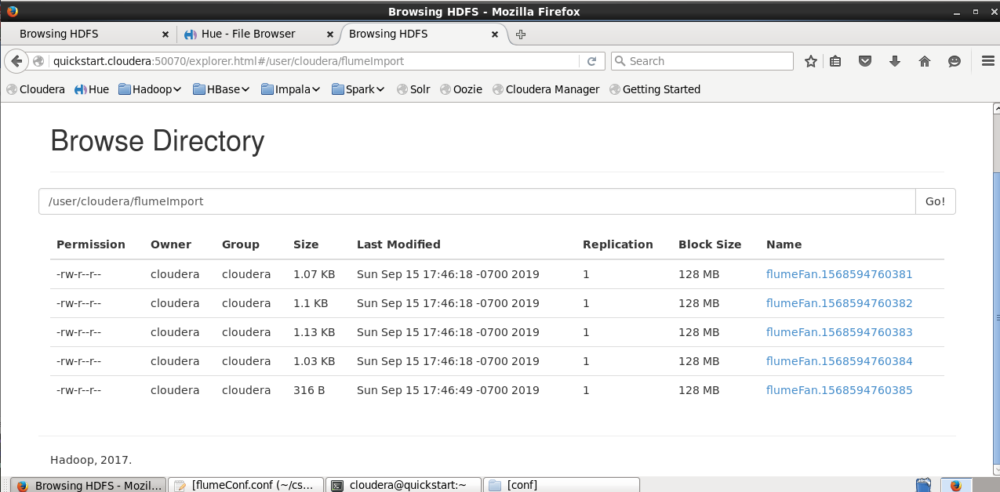 Browsing HDFS - Mozilla Firefox
Browsing HDFS Hue - File Browser Browsing HDFS
quickstart.cloudera:50070/explorer.html#/user/cloudera/flumeImport Search
Cloudera Hue Hadoop HBase Impala Spark Solr Oozie Cloudera Manager Getting Started
Browse Directory
/user/cloudera/flumeImport Go!
Permission Owner Group Size Last Modified Replication Block Size Name
-rw-r--r-- cloudera cloudera 1.07 KB Sun Sep 15 17:46:18 -0700 2019 1 128 MB flumeFan.1568594760381
-rw-r--r-- cloudera cloudera 1.1 KB Sun Sep 15 17:46:18 -0700 2019 1 128 MB flumeFan.1568594760382
-rw-r--r-- cloudera cloudera 1.13 KB Sun Sep 15 17:46:18 -0700 2019 1 128 MB flumeFan.1568594760383
-rw-r--r-- cloudera cloudera 1.03 KB Sun Sep 15 17:46:18 -0700 2019 1 128 MB flumeFan.1568594760384
-rw-r--r-- cloudera cloudera 316 B Sun Sep 15 17:46:49 -0700 2019 1 128 MB flumeFan.1568594760385
Hadoop, 2017.
Browsing HDFS - Mozil... [flumeConf.conf (~/cs... cloudera@quickstart:~ [conf]